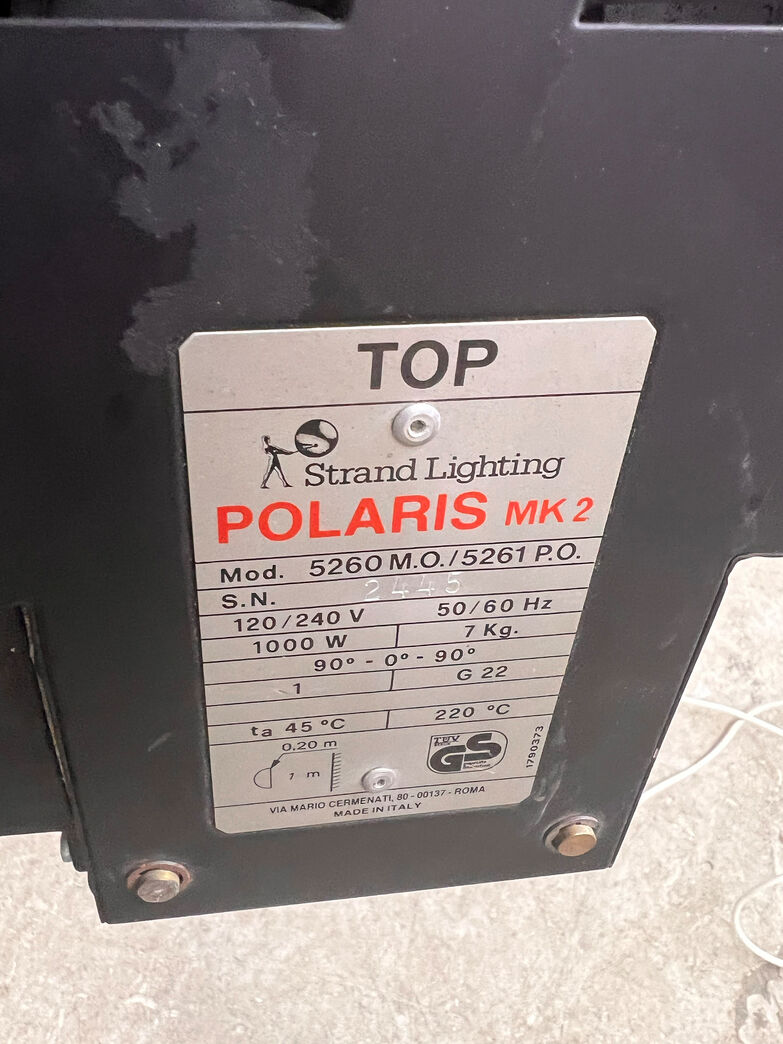 TOP
Strand Lighting
POLARIS MK 2
Mod. 5260 M.O./5261 P.O.
S.N. 2445
120/240 V 50/60 Hz
1000 W 7 Kg.
90° - 0° - 90°
1 G 22
ta 45 °C 220 °C
0,20 m
1 m
TÜV
GS
1790373
VIA MARIO CERMENATI, 80 - 00137 - ROMA
MADE IN ITALY